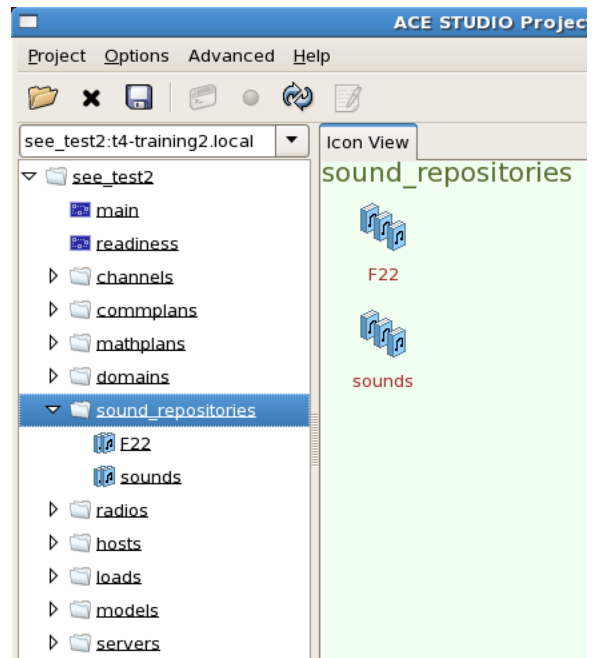 ACE STUDIO Projec
Project Options Advanced Help
see_test2:t4-training2.local
Icon View
see_test2
main
readiness
channels
commplans
mathplans
domains
sound_repositories
F22
sounds
radios
hosts
loads
models
servers
sound_repositories
F22
sounds